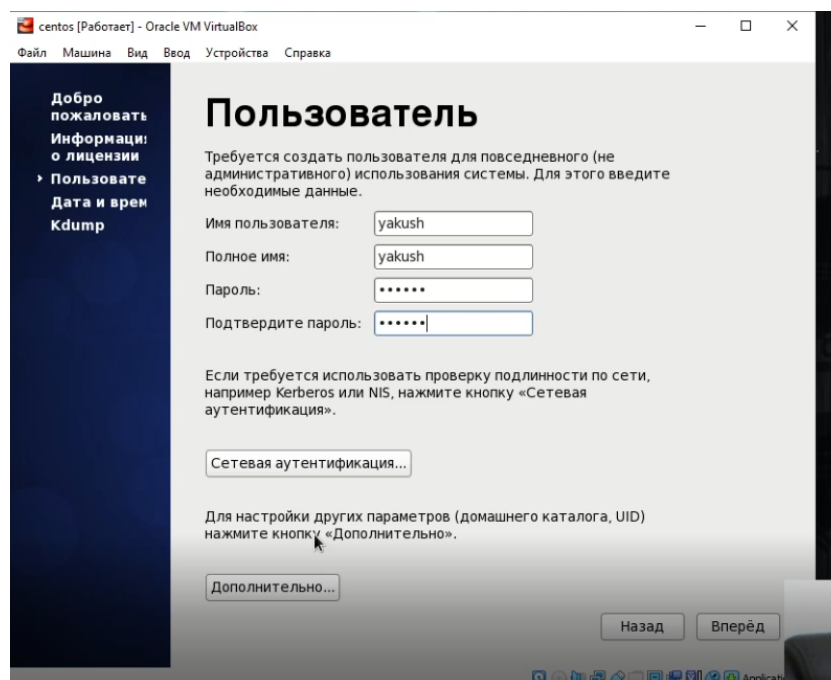 centos [Работает] - Oracle VM VirtualBox
Файл Машина Вид Ввод Устройства Справка
Добро
пожаловать
Информаци
о лицензии
Пользовате
Дата и врем
Kdump
Пользователь
Требуется создать пользователя для повседневного (не
административного) использования системы. Для этого введите
необходимые данные.
Имя пользователя: yakush
Полное имя: yakush
Пароль: ••••••
Подтвердите пароль: ••••••
Если требуется использовать проверку подлинности по сети,
например Kerberos или NIS, нажмите кнопку «Сетевая
аутентификация».
Сетевая аутентификация...
Для настройки других параметров (домашнего каталога, UID)
нажмите кнопку «Дополнительно».
Дополнительно...
Назад Вперёд